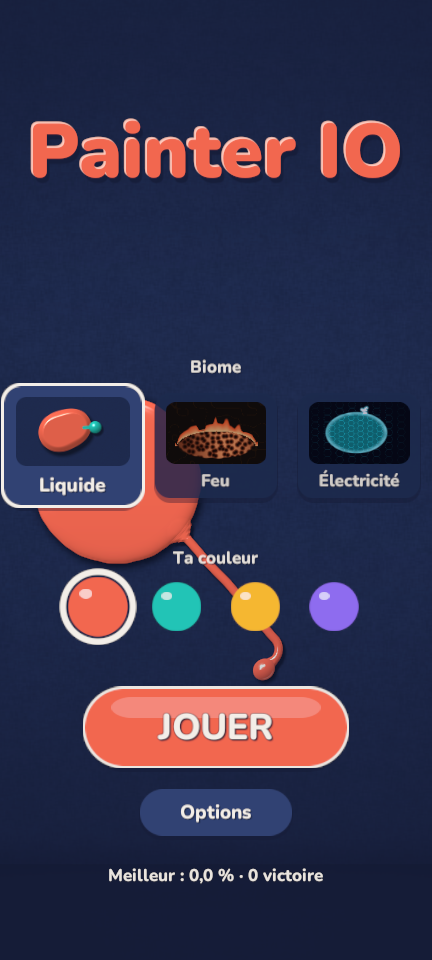 Painter IO
Biome
Liquide
Feu
Électricité
Ta couleur
JOUER
Options
Meilleur : 0,0 % · 0 victoire